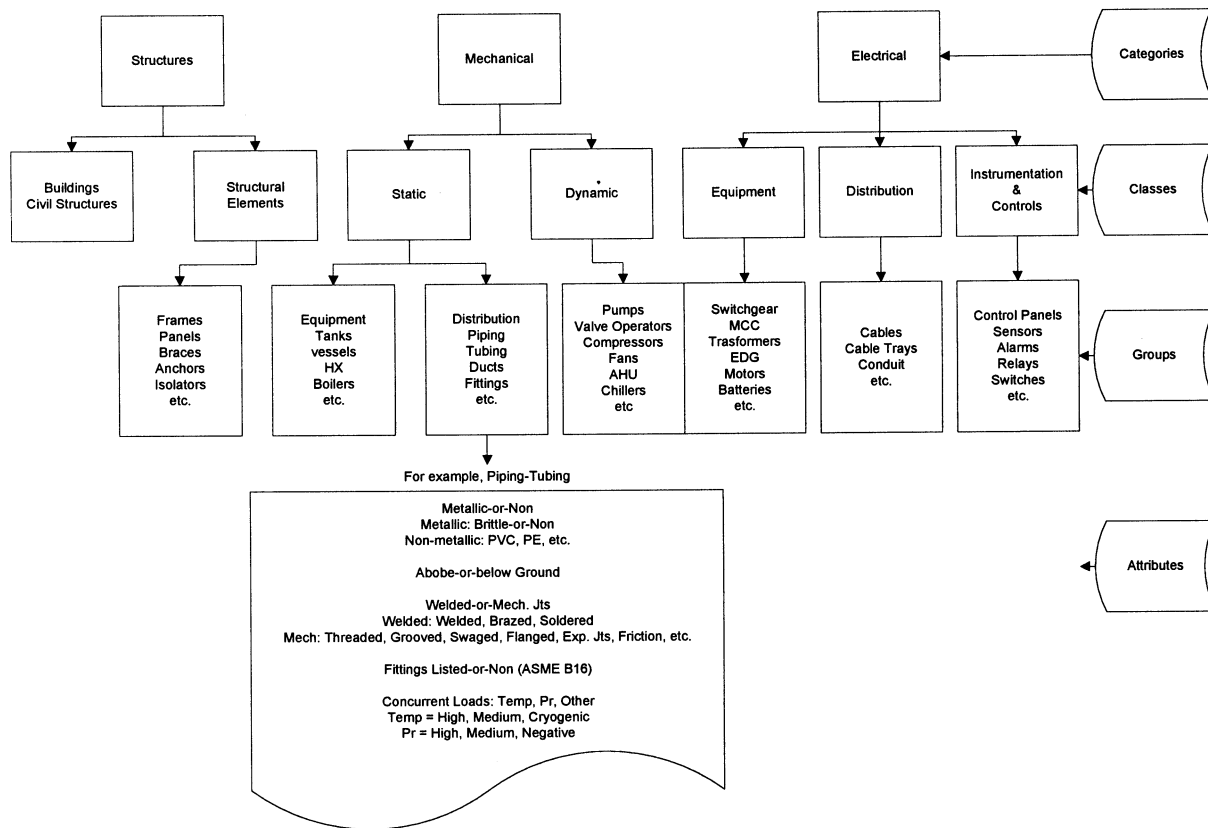 Structures
Mechanical
Electrical
Categories
Buildings
Civil Structures
Structural
Elements
Static
Dynamic
Equipment
Distribution
Instrumentation
&
Controls
Classes
Frames
Panels
Braces
Anchors
Isolators
etc.
Equipment
Tanks
vessels
HX
Boilers
etc.
Distribution
Piping
Tubing
Ducts
Fittings
etc.
Pumps
Valve Operators
Compressors
Fans
AHU
Chillers
etc
Switchgear
MCC
Trasformers
EDG
Motors
Batteries
etc.
Cables
Cable Trays
Conduit
etc.
Control Panels
Sensors
Alarms
Relays
Switches
etc.
Groups
For example, Piping-Tubing
Metallic-or-Non
Metallic: Brittle-or-Non
Non-metallic: PVC, PE, etc.
Abobe-or-below Ground
Welded-or-Mech. Jts
Welded: Welded, Brazed, Soldered
Mech: Threaded, Grooved, Swaged, Flanged, Exp. Jts, Friction, etc.
Fittings Listed-or-Non (ASME B16)
Concurrent Loads: Temp, Pr, Other
Temp = High, Medium, Cryogenic
Pr = High, Medium, Negative
Attributes